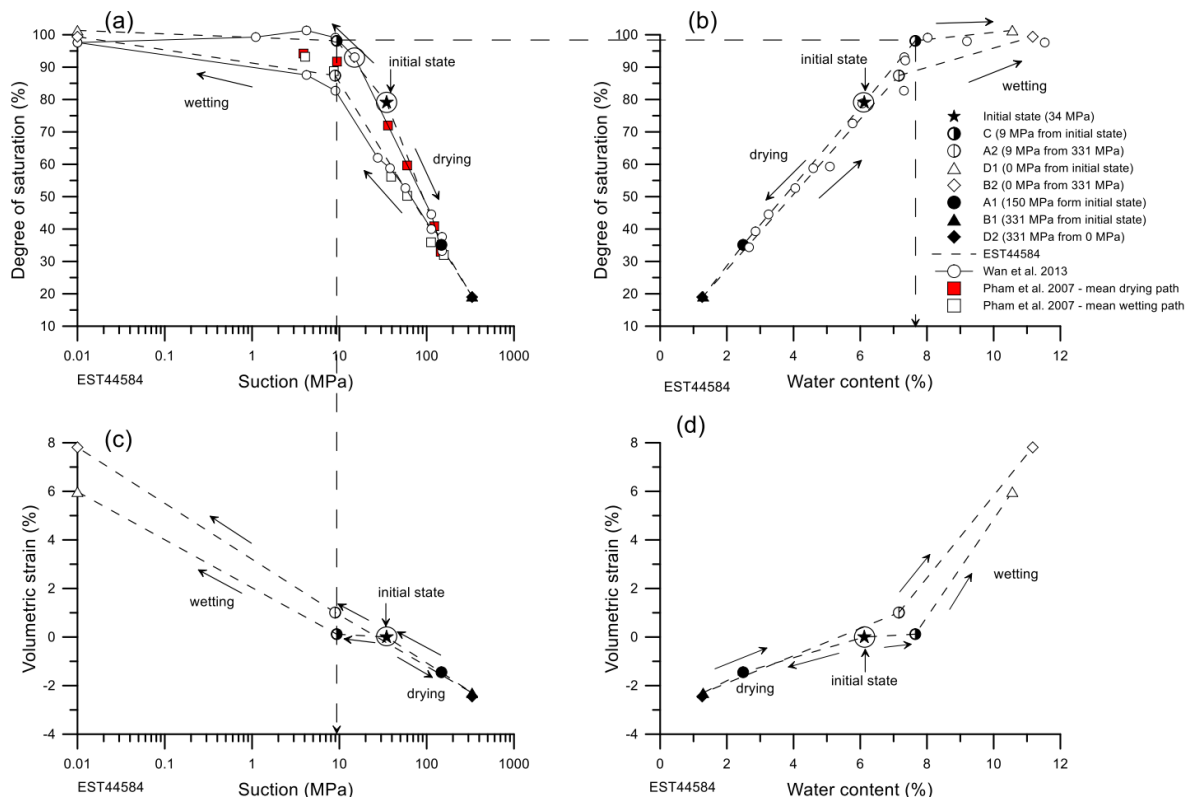 (a)
100
90
80
70
60
50
40
30
20
10
Degree of saturation (%)
initial state
wetting
drying
0.01
0.1
1
10
100
1000
EST44584
Suction (MPa)
(b)
100
90
80
70
60
50
40
30
20
10
Degree of saturation (%)
initial state
wetting
drying
Initial state (34 MPa)
C (9 MPa from initial state)
A2 (9 MPa from 331 MPa)
D1 (0 MPa from initial state)
B2 (0 MPa from 331 MPa)
A1 (150 MPa form initial state)
B1 (331 MPa from initial state)
D2 (331 MPa from 0 MPa)
EST44584
Wan et al. 2013
Pham et al. 2007 - mean drying path
Pham et al. 2007 - mean wetting path
0
2
4
6
8
10
12
EST44584
Water content (%)
(c)
8
6
4
2
0
-2
-4
Volumetric strain (%)
initial state
wetting
drying
0.01
0.1
1
10
100
1000
EST44584
Suction (MPa)
(d)
8
6
4
2
0
-2
-4
Volumetric strain (%)
wetting
initial state
drying
0
2
4
6
8
10
12
EST44584
Water content (%)